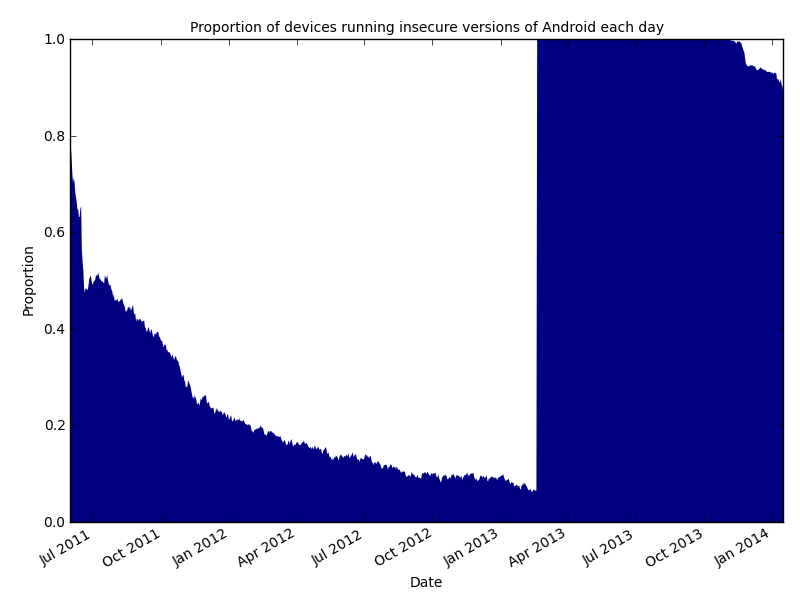 Proportion of devices running insecure versions of Android each day
1.0
0.8
0.6
0.4
0.2
0.0
Proportion
Jul 2011
Oct 2011
Jan 2012
Apr 2012
Jul 2012
Oct 2012
Jan 2013
Apr 2013
Jul 2013
Oct 2013
Jan 2014
Date